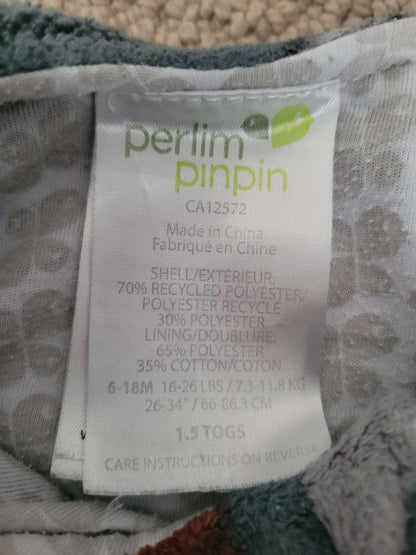 perlim
pinpin
CA12572
Made in China
Fabriqué en Chine
SHELL/EXTÉRIEUR:
70% RECYCLED POLYESTER/
POLYESTER RECYCLÉ
30% POLYESTER
LINING/DOUBLURE:
65% POLYESTER
35% COTTON/COTON
6-18M 16-26 LBS / 7.3-11.8 KG
26-34" / 66-86.3 CM
1.5 TOGS
CARE INSTRUCTIONS ON REVERSE